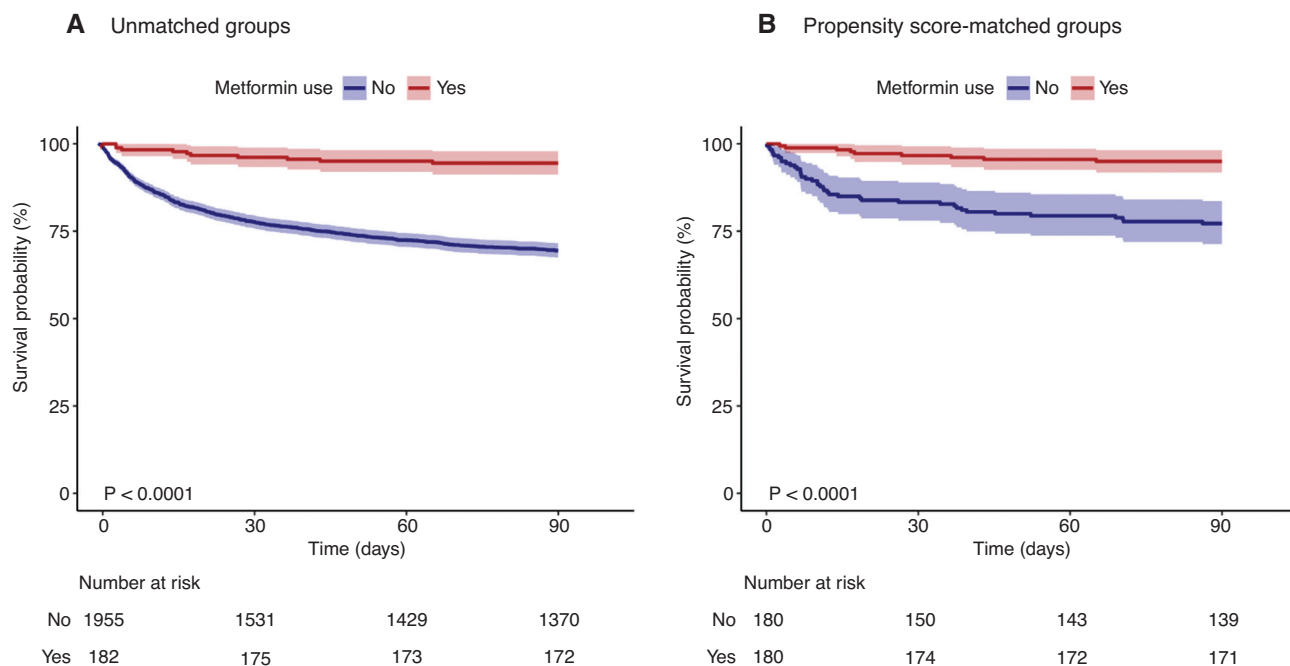 A Unmatched groups
Metformin use No Yes
Survival probability (%)
100
75
50
25
0
P < 0.0001
0 30 60 90
Time (days)
Number at risk
No 1955 1531 1429 1370
Yes 182 175 173 172
B Propensity score-matched groups
Metformin use No Yes
Survival probability (%)
100
75
50
25
0
P < 0.0001
0 30 60 90
Time (days)
Number at risk
No 180 150 143 139
Yes 180 174 172 171